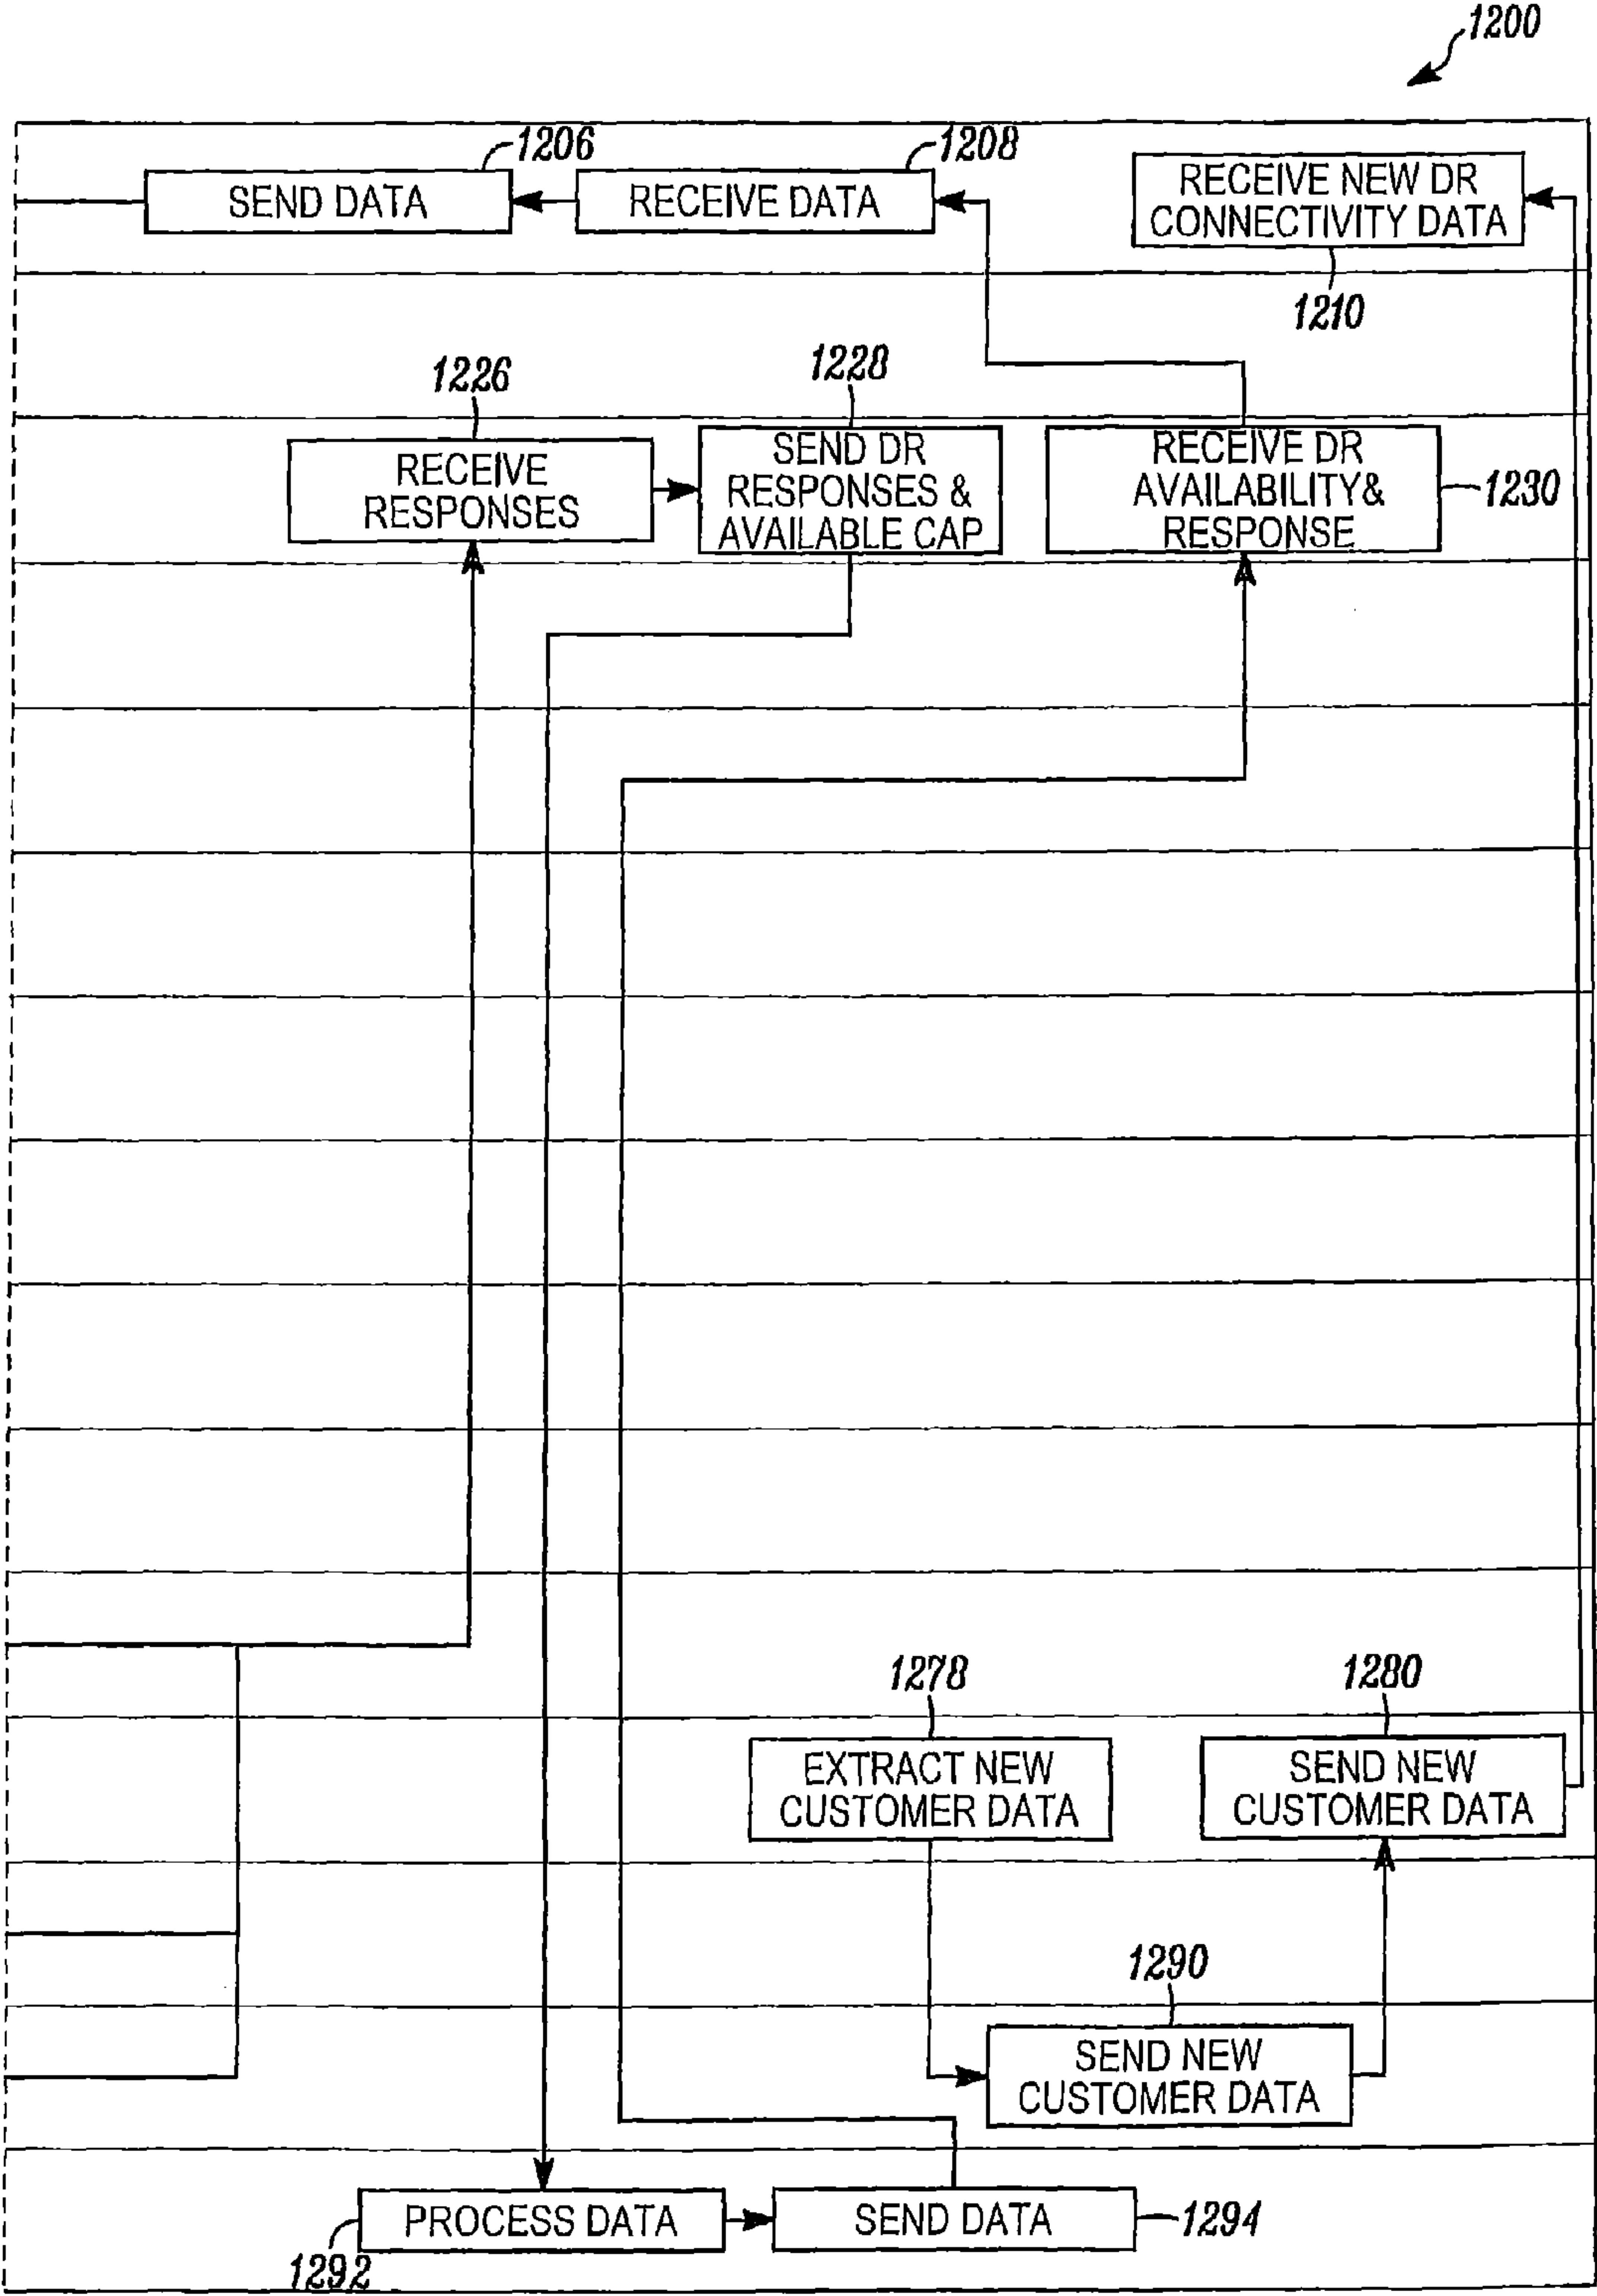 1200
1206
1208
SEND DATA
RECEIVE DATA
RECEIVE NEW DR
CONNECTIVITY DATA
1210
1226
1228
RECEIVE
RESPONSES
SEND DR
RESPONSES &
AVAILABLE CAP
RECEIVE DR
AVAILABILITY&
RESPONSE
1230
1278
1280
EXTRACT NEW
CUSTOMER DATA
SEND NEW
CUSTOMER DATA
1290
SEND NEW
CUSTOMER DATA
PROCESS DATA
SEND DATA
1294
1292